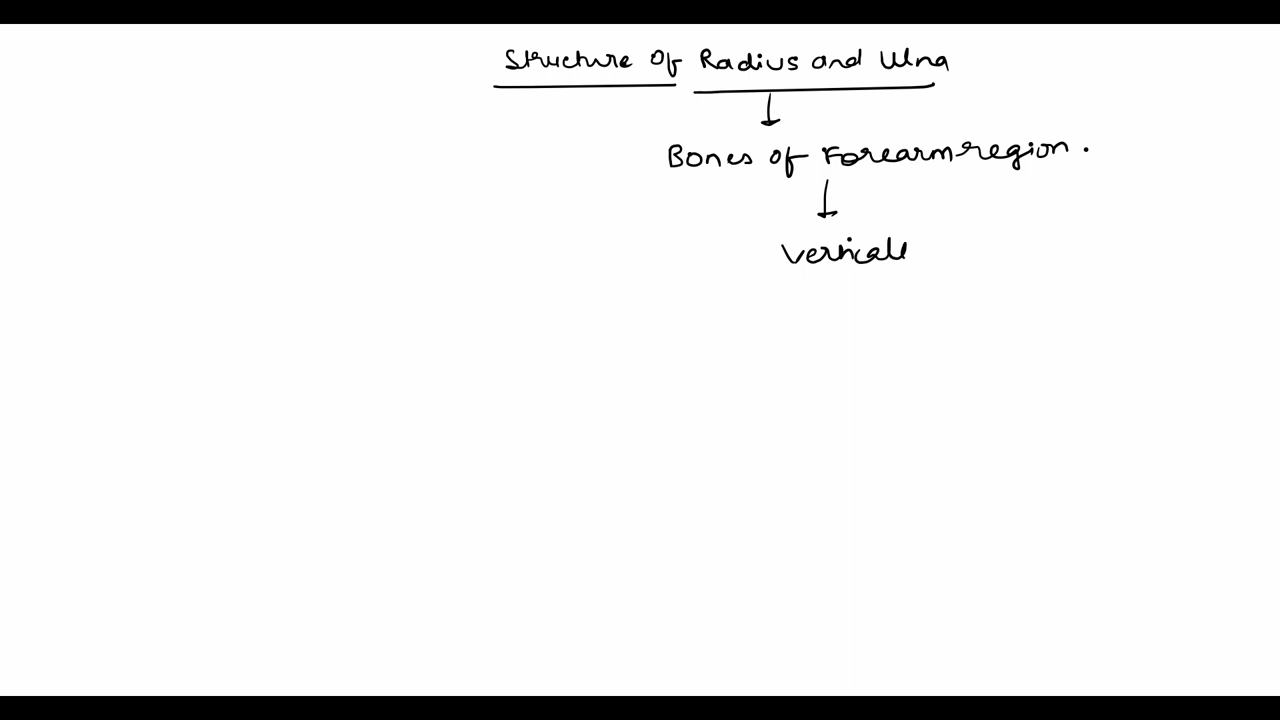 Structure Of Radius and Ulna
Bones of Forearm region.
Vertical